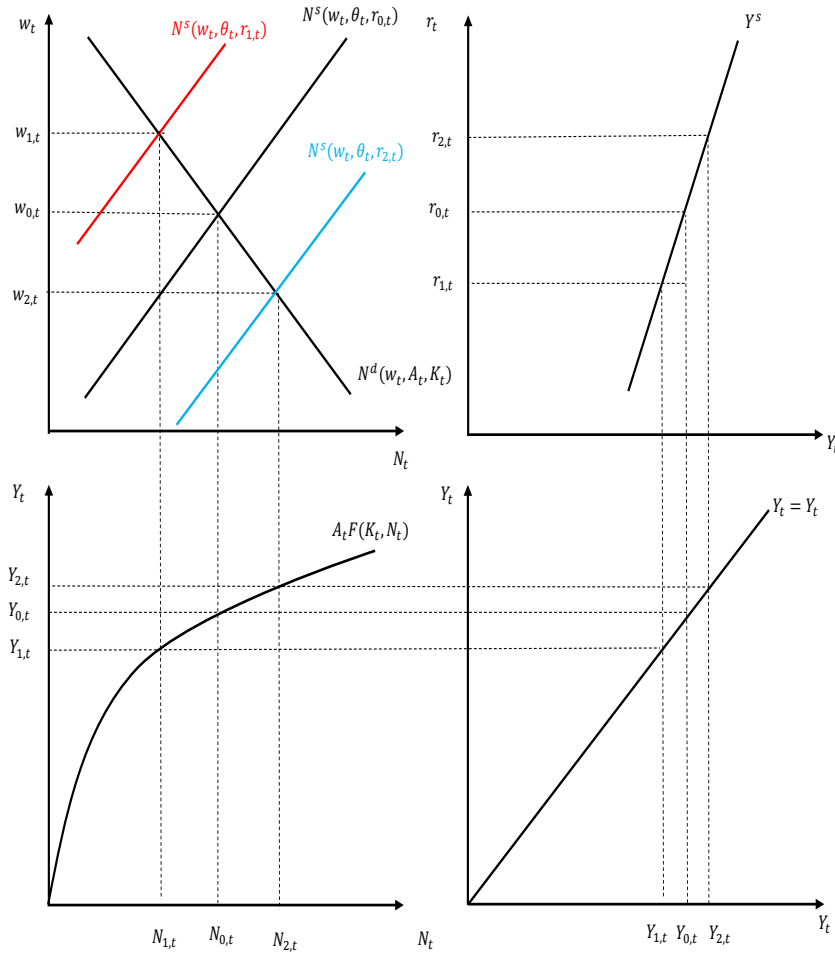 w_t
N^s(w_t, θ_t, r_{1,t})
N^s(w_t, θ_t, r_{0,t})
w_{1,t}
N^s(w_t, θ_t, r_{2,t})
w_{0,t}
w_{2,t}
N^d(w_t, A_t, K_t)
N_t
r_t
Y^s
r_{2,t}
r_{0,t}
r_{1,t}
Y_t
Y_t
A_tF(K_t, N_t)
Y_{2,t}
Y_{0,t}
Y_{1,t}
N_{1,t}
N_{0,t}
N_{2,t}
N_t
Y_t
Y_t = Y_t
Y_{1,t}
Y_{0,t}
Y_{2,t}
Y_t